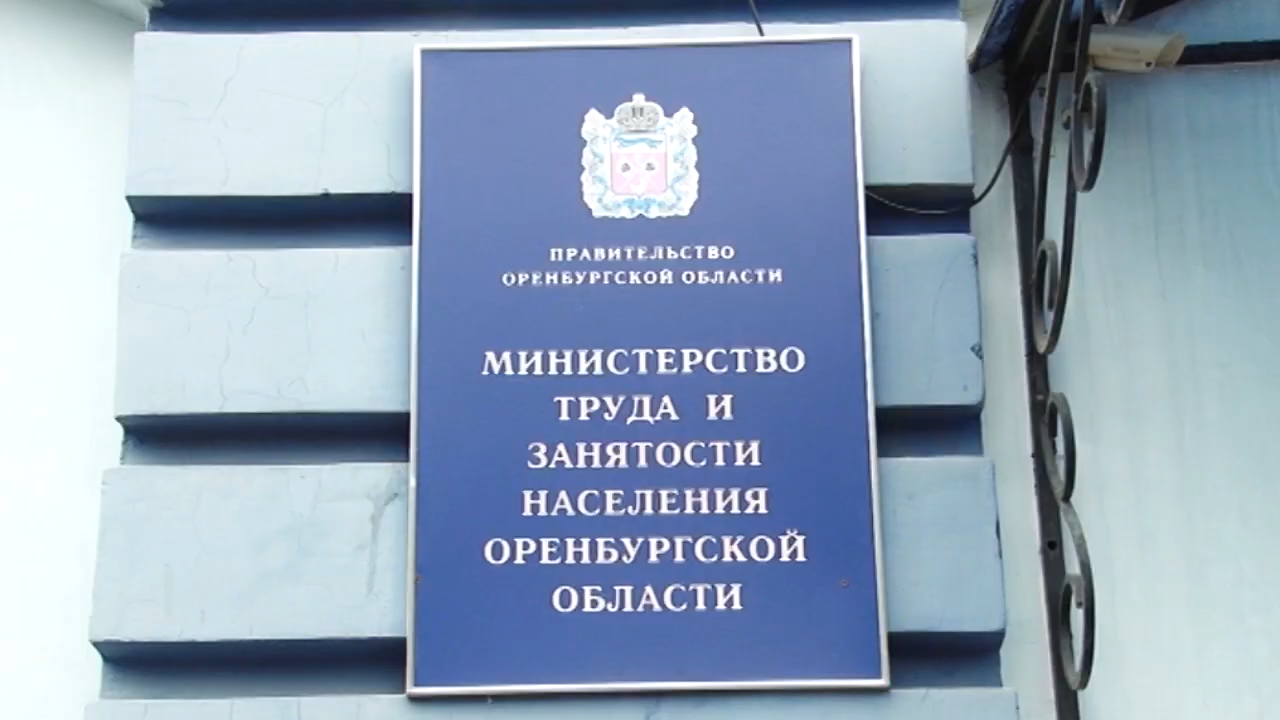 ПРАВИТЕЛЬСТВО
ОРЕНБУРГСКОЙ ОБЛАСТИ
МИНИСТЕРСТВО
ТРУДА И
ЗАНЯТОСТИ
НАСЕЛЕНИЯ
ОРЕНБУРГСКОЙ
ОБЛАСТИ